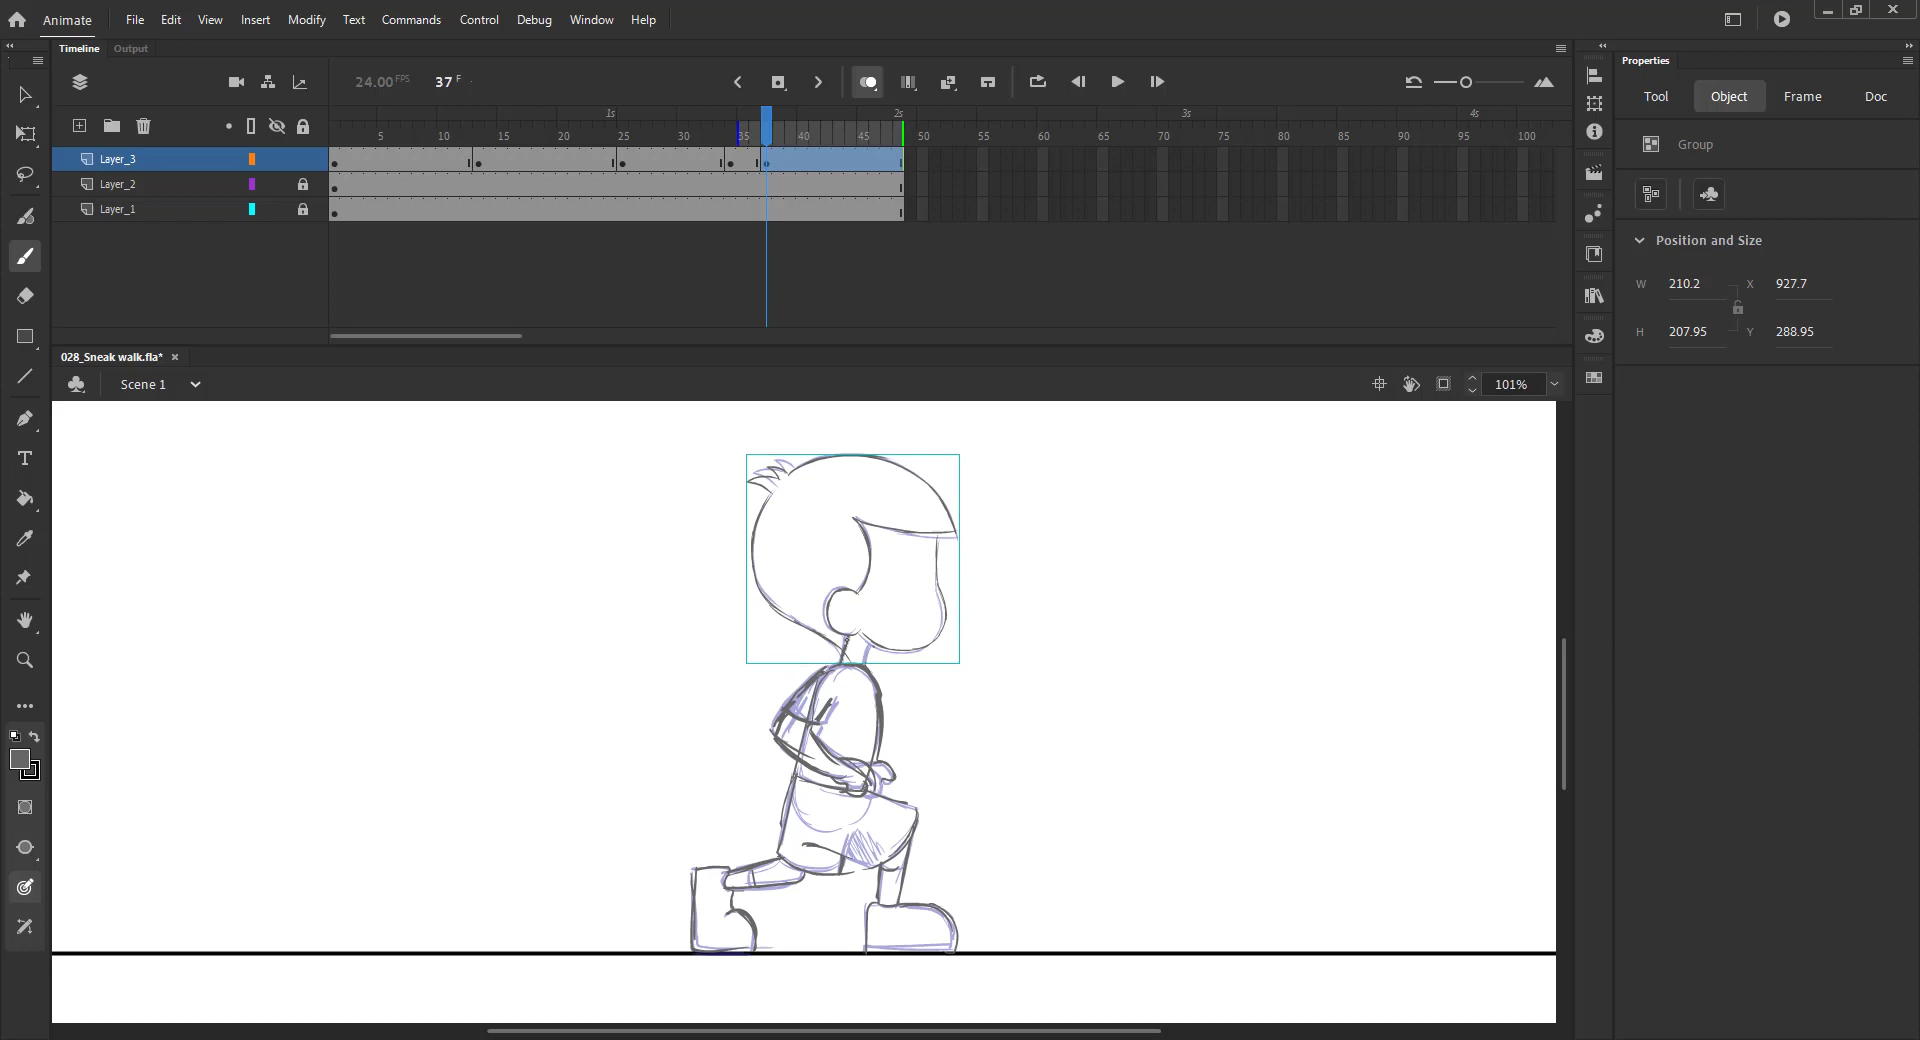 Animate File Edit View Insert Modify Text Commands Control Debug Window Help
Timeline Output
Properties
24.00 FPS 37 F
Tool Object Frame Doc
1s 2s 3s 4s
5 10 15 20 25 30 35 40 45 50 55 60 65 70 75 80 85 90 95 100
Layer_3
Group
Layer_2
Layer_1
Position and Size
W 210.2 X 927.7
H 207.95 Y 288.95
028_Sneak walk.fla*
Scene 1
101%